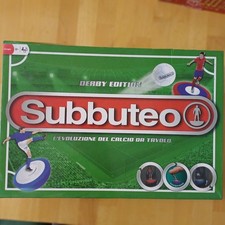 DERBY EDITION
Subbuteo
L'EVOLUZIONE DEL CALCIO DA TAVOLO